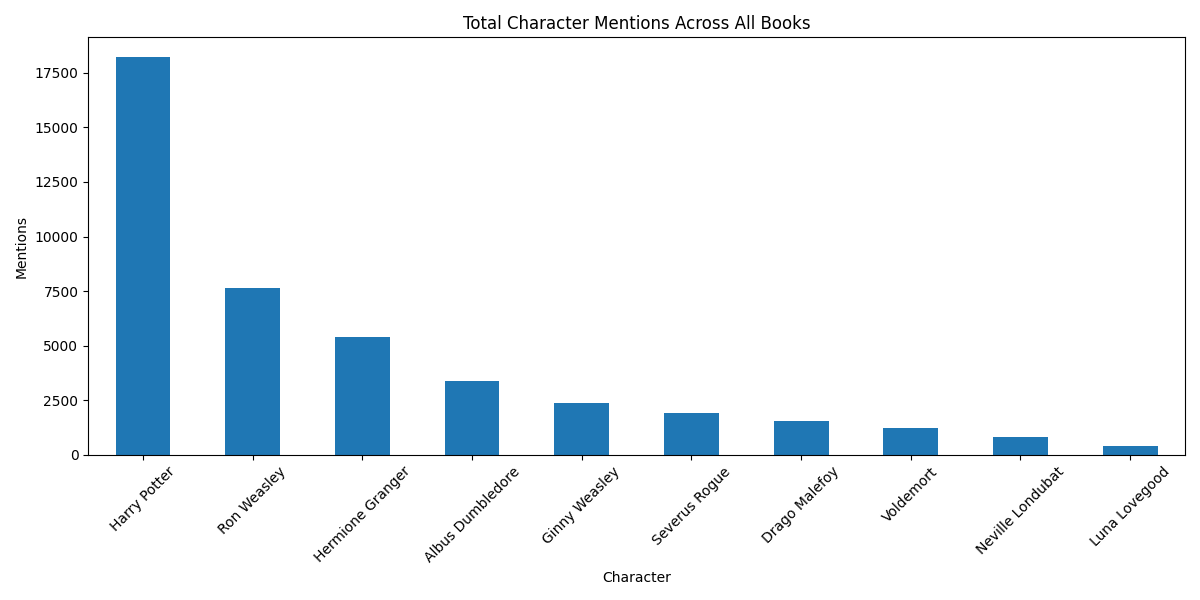 Total Character Mentions Across All Books
Mentions
17500
15000
12500
10000
7500
5000
2500
0
Harry Potter
Ron Weasley
Hermione Granger
Albus Dumbledore
Ginny Weasley
Severus Rogue
Drago Malefoy
Voldemort
Neville Londubat
Luna Lovegood
Character